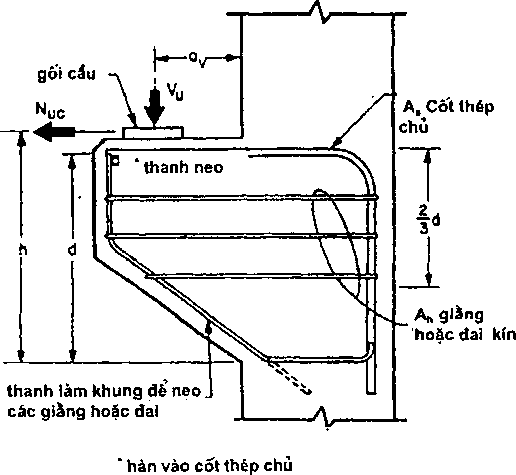 a_v
gối cầu
V_u
N_uc
A_s Cốt thép
chủ
* thanh neo
2/3 d
h
d
A_h giằng
hoặc đai kín
thanh làm khung để neo
các giằng hoặc đai
* hàn vào cốt thép chủ